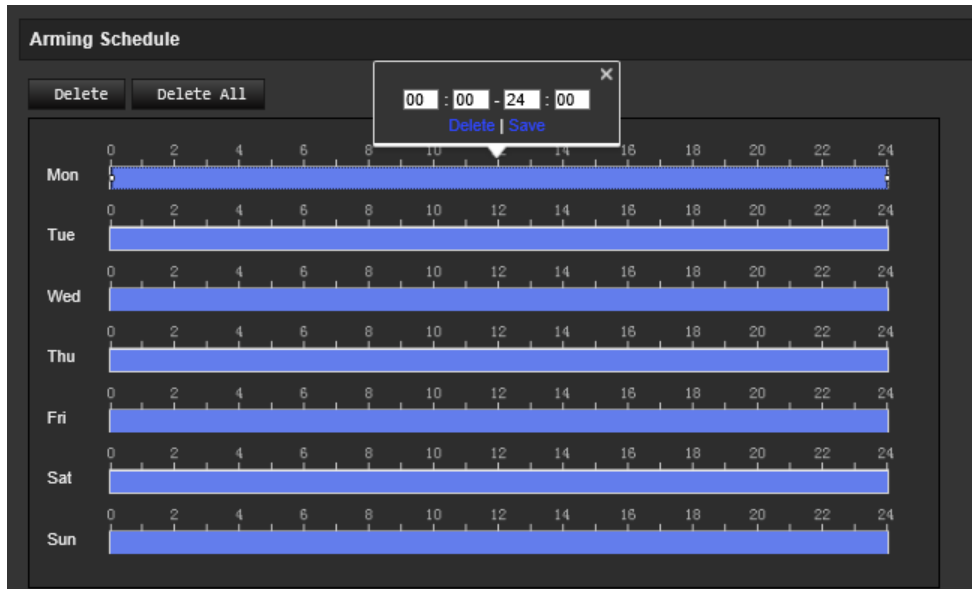 Arming Schedule
Delete Delete All
00 : 00 - 24 : 00
Delete | Save
0 2 4 6 8 10 12 14 16 18 20 22 24
Mon
0 2 4 6 8 10 12 14 16 18 20 22 24
Tue
0 2 4 6 8 10 12 14 16 18 20 22 24
Wed
0 2 4 6 8 10 12 14 16 18 20 22 24
Thu
0 2 4 6 8 10 12 14 16 18 20 22 24
Fri
0 2 4 6 8 10 12 14 16 18 20 22 24
Sat
0 2 4 6 8 10 12 14 16 18 20 22 24
Sun